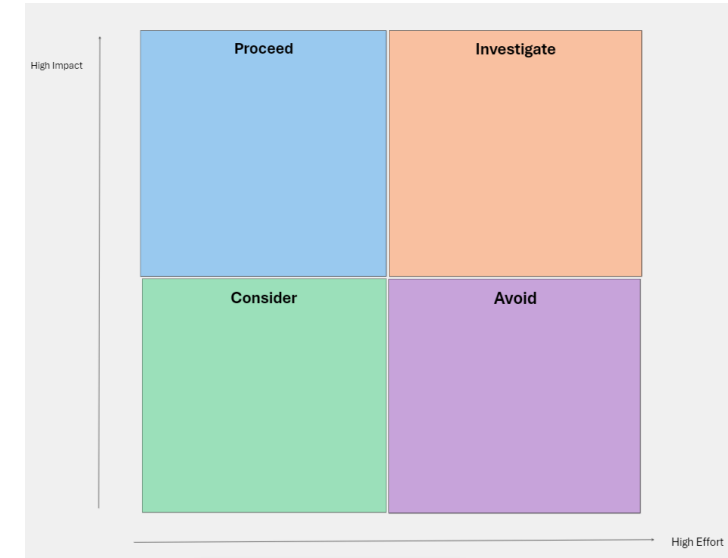 Proceed
Investigate
High Impact
Consider
Avoid
High Effort